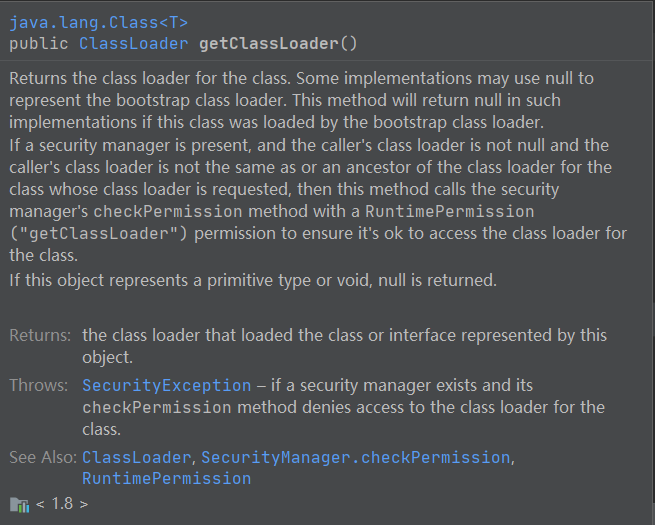 java.lang.Class<T>
public ClassLoader getClassLoader()
Returns the class loader for the class. Some implementations may use null to
represent the bootstrap class loader. This method will return null in such
implementations if this class was loaded by the bootstrap class loader.
If a security manager is present, and the caller's class loader is not null and the
caller's class loader is not the same as or an ancestor of the class loader for the
class whose class loader is requested, then this method calls the security
manager's checkPermission method with a RuntimePermission
("getClassLoader") permission to ensure it's ok to access the class loader for
the class.
If this object represents a primitive type or void, null is returned.
Returns: the class loader that loaded the class or interface represented by this
object.
Throws: SecurityException – if a security manager exists and its
checkPermission method denies access to the class loader for the
class.
See Also: ClassLoader, SecurityManager.checkPermission,
RuntimePermission
< 1.8 >